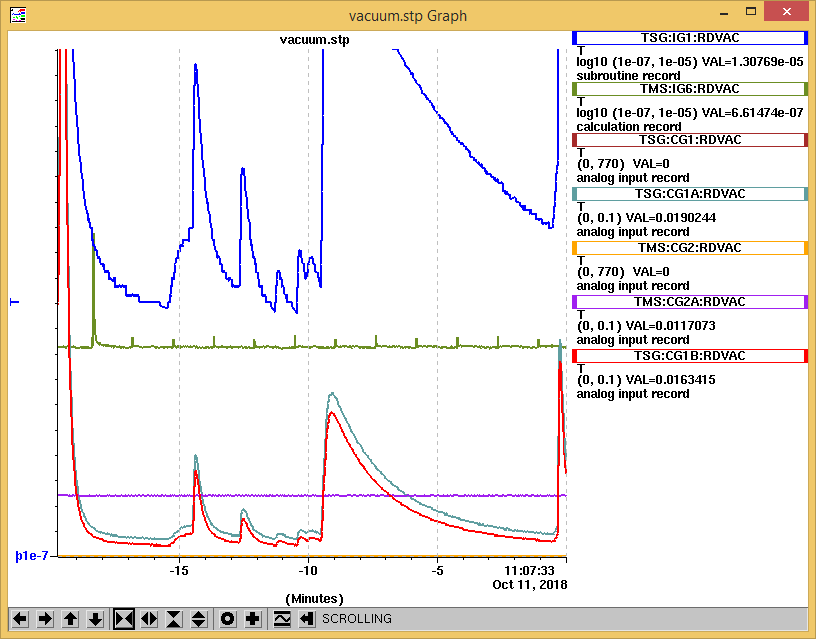 vacuum.stp Graph
vacuum.stp
TSG:IG1:RDVAC
T
log10 (1e-07, 1e-05) VAL=1.30769e-05
subroutine record
TMS:IG6:RDVAC
T
log10 (1e-07, 1e-05) VAL=6.61474e-07
calculation record
TSG:CG1:RDVAC
T
(0, 770) VAL=0
analog input record
TSG:CG1A:RDVAC
T
(0, 0.1) VAL=0.0190244
analog input record
TMS:CG2:RDVAC
T
(0, 770) VAL=0
analog input record
TMS:CG2A:RDVAC
T
(0, 0.1) VAL=0.0117073
analog input record
TSG:CG1B:RDVAC
T
(0, 0.1) VAL=0.0163415
analog input record
T
1e-7
-15
-10
-5
11:07:33
Oct 11, 2018
(Minutes)
SCROLLING